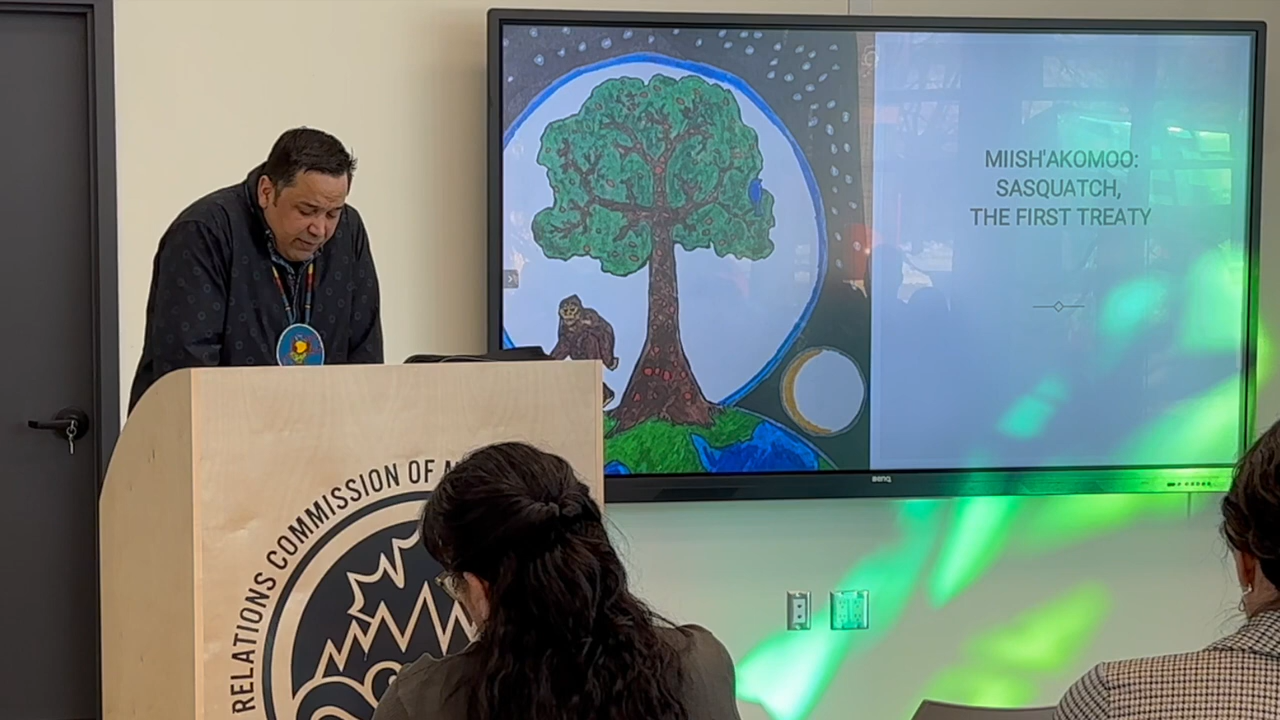 MIISH'AKOMOO:
SASQUATCH,
THE FIRST TREATY
BenQ
RELATIONS COMMISSION OF